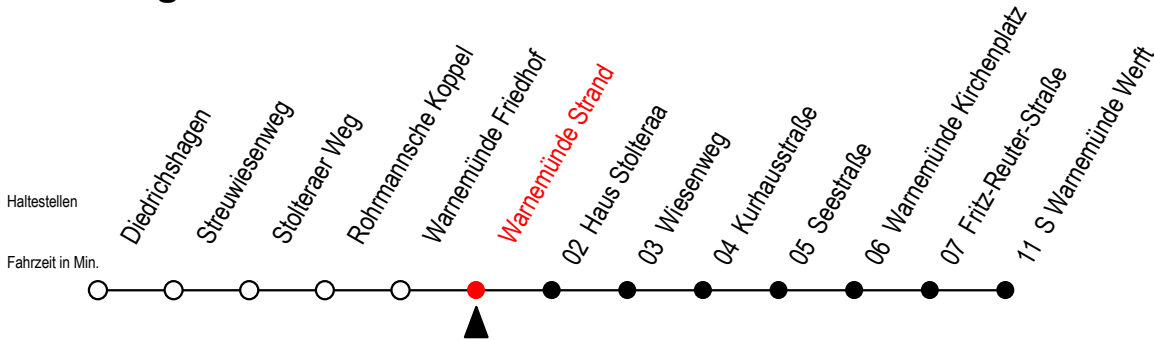 Haltestellen
Fahrzeit in Min.
Diedrichshagen
Streuwiesenweg
Stolteraer Weg
Rohrmannsche Koppel
Warnemünde Friedhof
Warnemünde Strand
02 Haus Stolteraa
03 Wiesenweg
04 Kurhausstraße
05 Seestraße
06 Warnemünde Kirchenplatz
07 Fritz-Reuter-Straße
11 S Warnemünde Werft